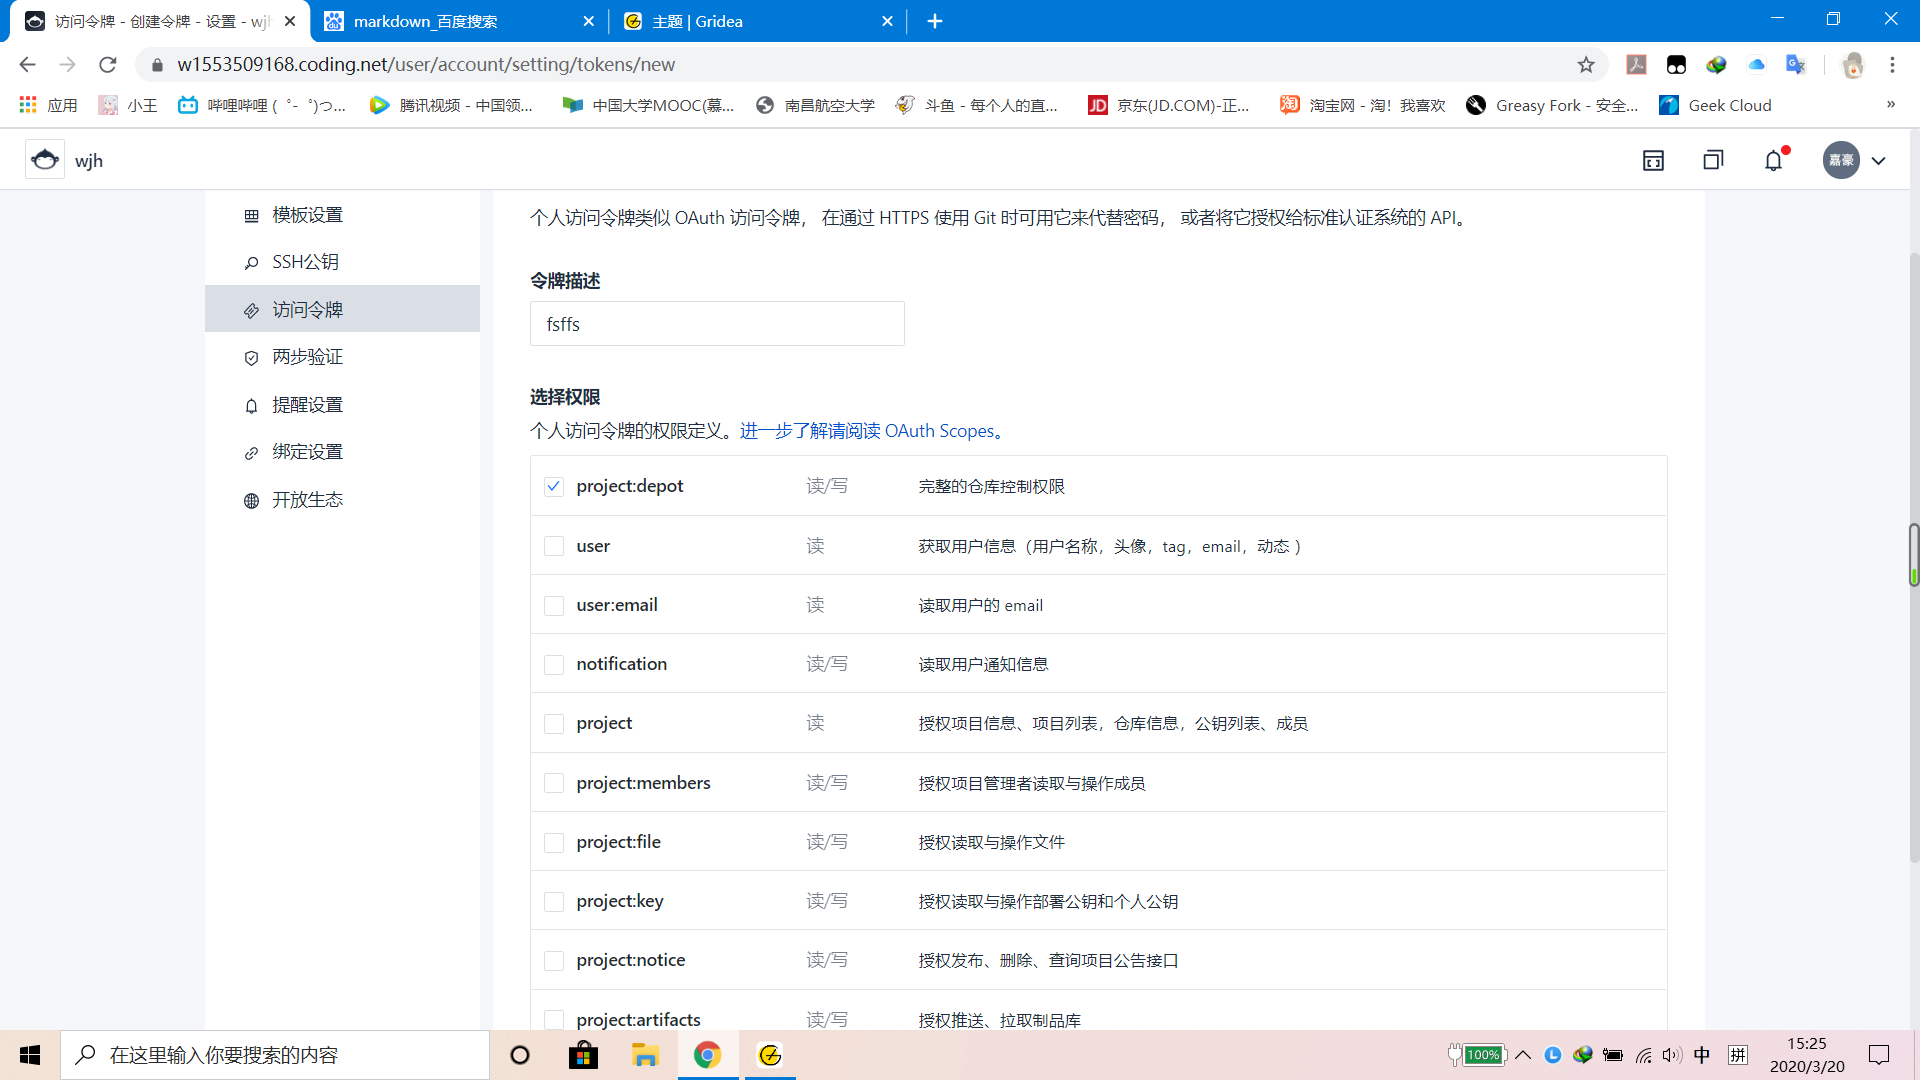 访问令牌 - 创建令牌 - 设置 - wjh
markdown_百度搜索
主题 | Gridea
w1553509168.coding.net/user/account/setting/tokens/new
应用
小王
哔哩哔哩 ( ゜- ゜)つ...
腾讯视频 - 中国领...
中国大学MOOC(慕...
南昌航空大学
斗鱼 - 每个人的直...
JD
京东(JD.COM)-正...
淘
淘宝网 - 淘！我喜欢
Greasy Fork - 安全...
Geek Cloud
»
wjh
嘉豪
模板设置
SSH公钥
访问令牌
两步验证
提醒设置
绑定设置
开放生态
个人访问令牌类似 OAuth 访问令牌， 在通过 HTTPS 使用 Git 时可用它来代替密码， 或者将它授权给标准认证系统的 API。
令牌描述
fsffs
选择权限
个人访问令牌的权限定义。进一步了解请阅读 OAuth Scopes。
project:depot 读/写 完整的仓库控制权限
user 读 获取用户信息（用户名称，头像，tag，email，动态 ）
user:email 读 读取用户的 email
notification 读/写 读取用户通知信息
project 读 授权项目信息、项目列表，仓库信息，公钥列表、成员
project:members 读/写 授权项目管理者读取与操作成员
project:file 读/写 授权读取与操作文件
project:key 读/写 授权读取与操作部署公钥和个人公钥
project:notice 读/写 授权发布、删除、查询项目公告接口
project:artifacts 读/写 授权推送、拉取制品库
在这里输入你要搜索的内容
100%
中
拼
15:25
2020/3/20